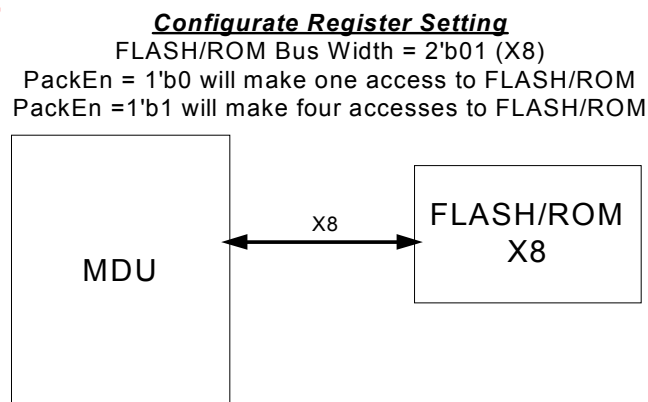 Configurate Register Setting
FLASH/ROM Bus Width = 2'b01 (X8)
PackEn = 1'b0 will make one access to FLASH/ROM
PackEn =1'b1 will make four accesses to FLASH/ROM
MDU
X8
FLASH/ROM
X8